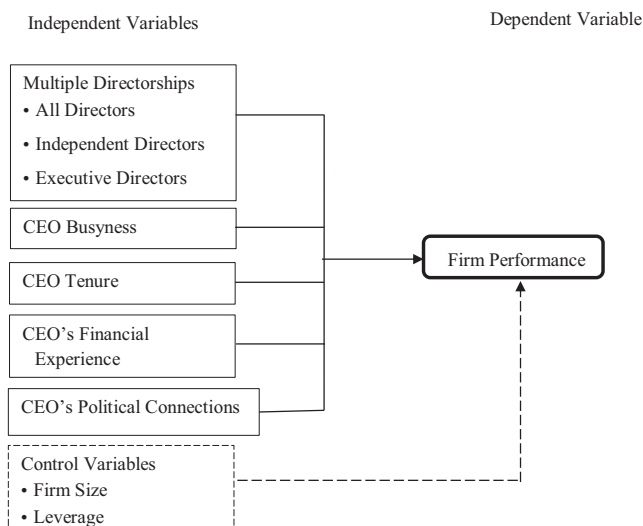 Independent Variables
Dependent Variable
Multiple Directorships
• All Directors
• Independent Directors
• Executive Directors
CEO Busyness
CEO Tenure
CEO’s Financial
Experience
CEO’s Political Connections
Firm Performance
Control Variables
• Firm Size
• Leverage